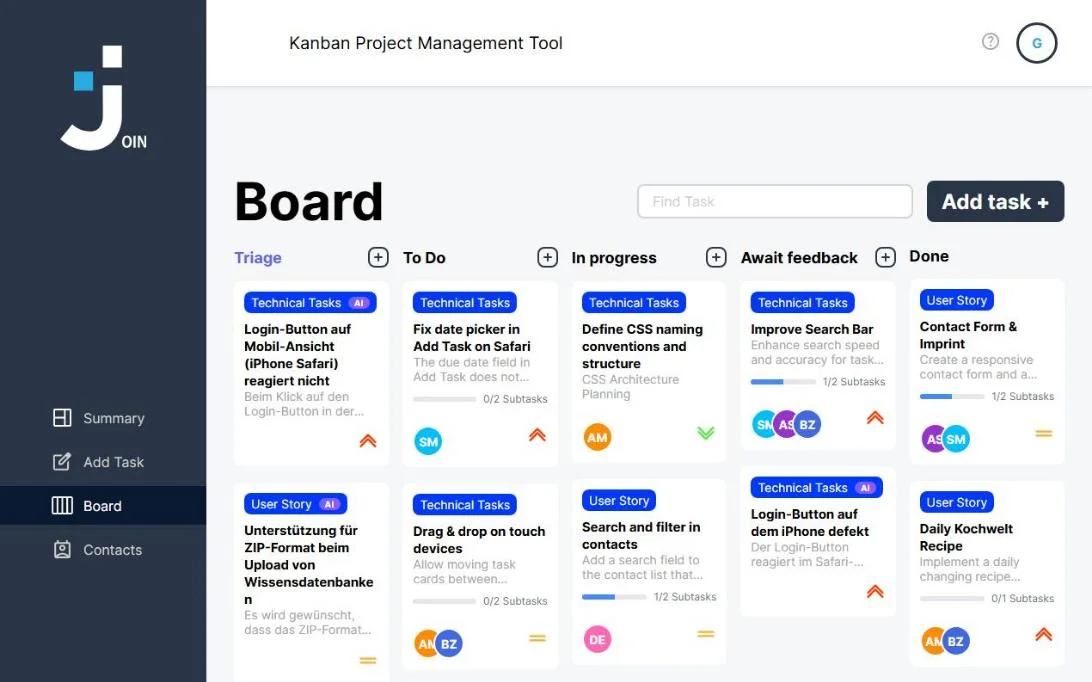 OIN
Kanban Project Management Tool
?
G
Summary
Add Task
Board
Contacts
Board
Find Task
Add task +
Triage
Technical Tasks AI
Login-Button auf
Mobil-Ansicht
(iPhone Safari)
reagiert nicht
Beim Klick auf den
Login-Button in der...
User Story AI
Unterstützung für
ZIP-Format beim
Upload von
Wissensdatenbanke
n
Es wird gewünscht,
dass das ZIP-Format...
To Do
Technical Tasks
Fix date picker in
Add Task on Safari
The due date field in
Add Task does not...
0/2 Subtasks
SM
Technical Tasks
Drag & drop on touch
devices
Allow moving task
cards between...
0/2 Subtasks
AM BZ
In progress
Technical Tasks
Define CSS naming
conventions and
structure
CSS Architecture
Planning
AM
User Story
Search and filter in
contacts
Add a search field to
the contact list that...
1/2 Subtasks
DE
Await feedback
Technical Tasks
Improve Search Bar
Enhance search speed
and accuracy for task...
1/2 Subtasks
SM AS BZ
Technical Tasks AI
Login-Button auf
dem iPhone defekt
Der Login-Button
reagiert im Safari-...
Done
User Story
Contact Form &
Imprint
Create a responsive
contact form and a...
1/2 Subtasks
AS SM
User Story
Daily Kochwelt
Recipe
Implement a daily
changing recipe...
0/1 Subtasks
AM BZ